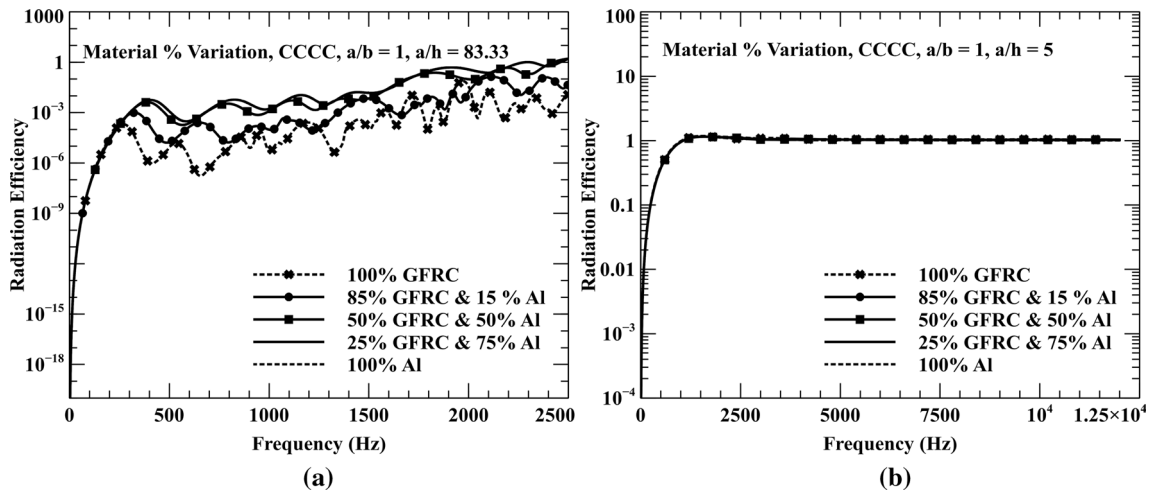 1000
1
10⁻³
10⁻⁶
10⁻⁹
10⁻¹⁵
10⁻¹⁸
Radiation Efficiency
Material % Variation, CCCC, a/b = 1, a/h = 83.33
100% GFRC
85% GFRC & 15 % Al
50% GFRC & 50% Al
25% GFRC & 75% Al
100% Al
0 500 1000 1500 2000 2500
Frequency (Hz)
(a)
100
10
1
0.1
0.01
10⁻³
10⁻⁴
Radiation Efficiency
Material % Variation, CCCC, a/b = 1, a/h = 5
100% GFRC
85% GFRC & 15 % Al
50% GFRC & 50% Al
25% GFRC & 75% Al
100% Al
0 2500 5000 7500 10⁴ 1.25×10⁴
Frequency (Hz)
(b)